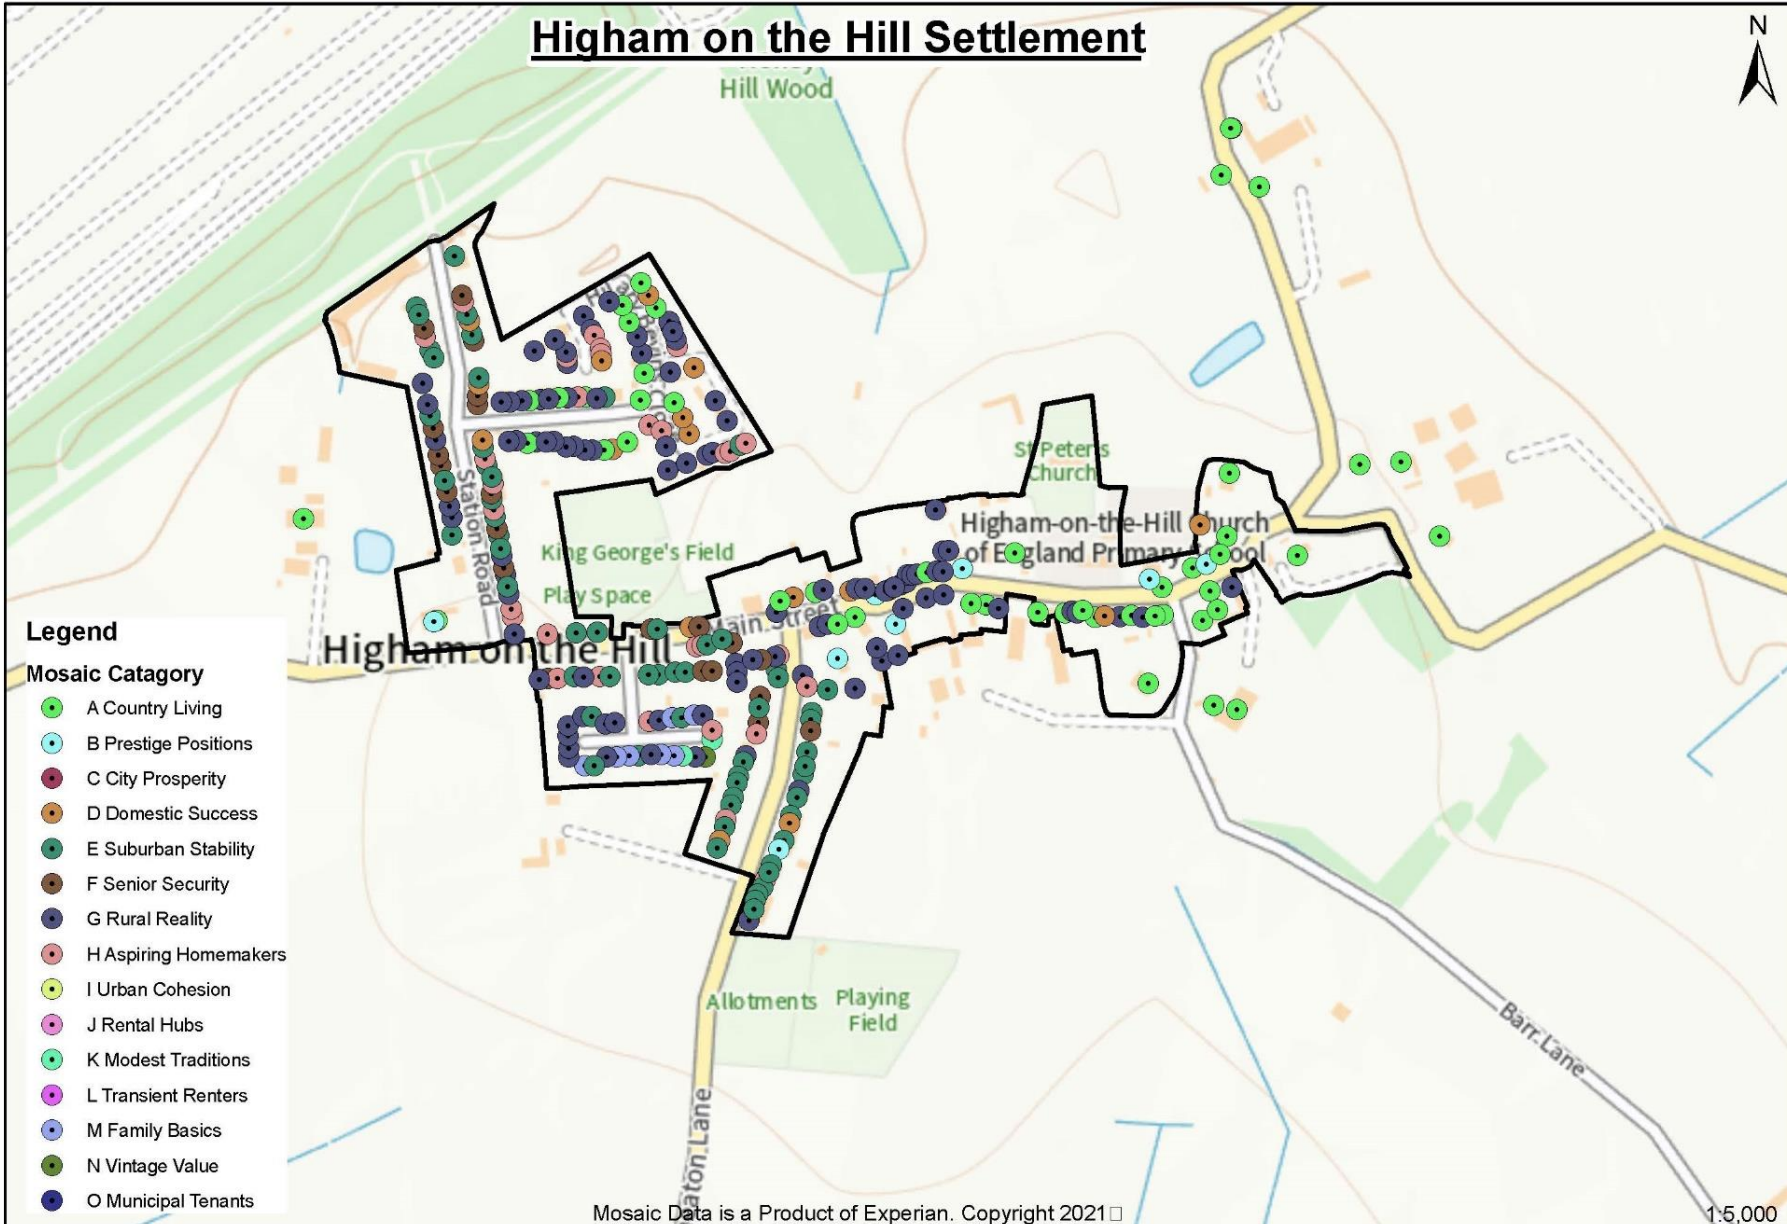 Higham on the Hill Settlement
N
Hill Wood
St Peter's
Church
Higham-on-the-Hill Church
of England Primary School
King George's Field
Play Space
Station Road
Main Street
Higham on the Hill
Legend
Mosaic Catagory
A Country Living
B Prestige Positions
C City Prosperity
D Domestic Success
E Suburban Stability
F Senior Security
G Rural Reality
H Aspiring Homemakers
I Urban Cohesion
J Rental Hubs
K Modest Traditions
L Transient Renters
M Family Basics
N Vintage Value
O Municipal Tenants
Allotments
Playing
Field
Barr Lane
eaton Lane
Mosaic Data is a Product of Experian. Copyright 2021
1:5,000